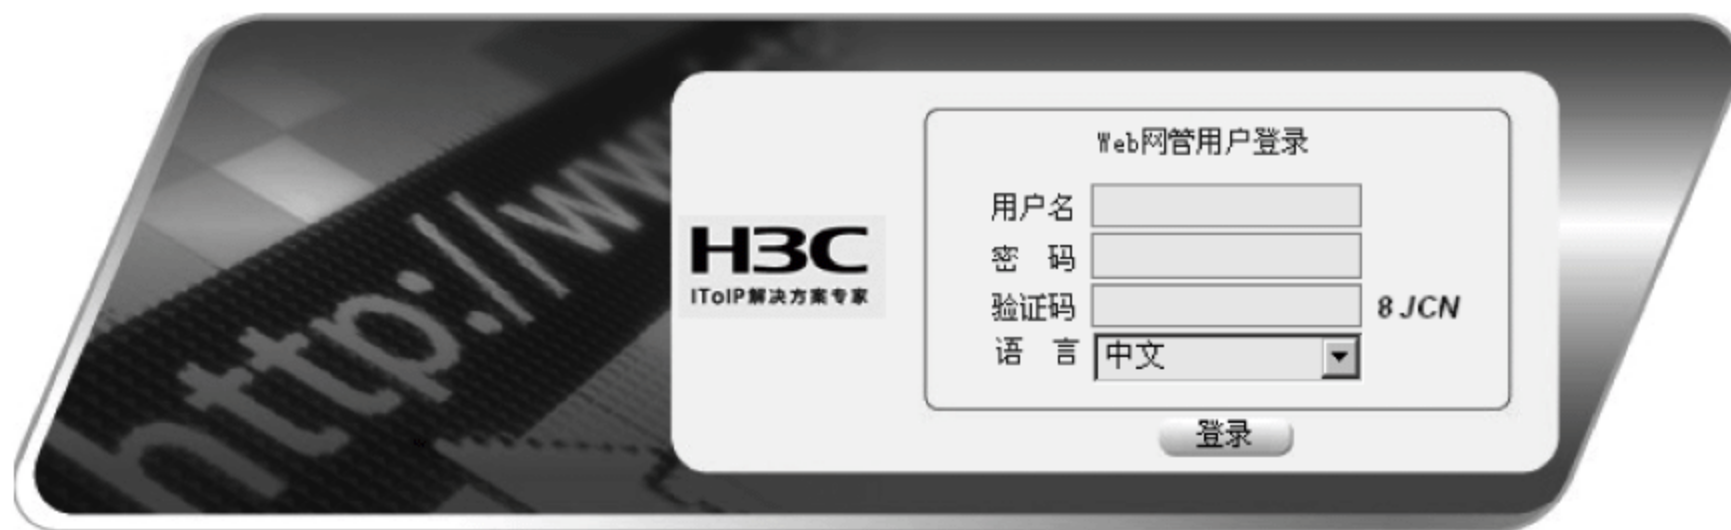 http://www.
H3C
IToIP解决方案专家
Web网管用户登录
用户名
密 码
验证码 8 JCN
语 言 中文
登录